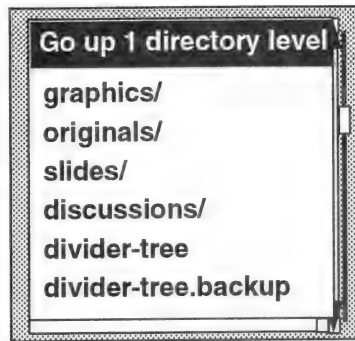 Go up 1 directory level
graphics/
originals/
slides/
discussions/
divider-tree
divider-tree.backup